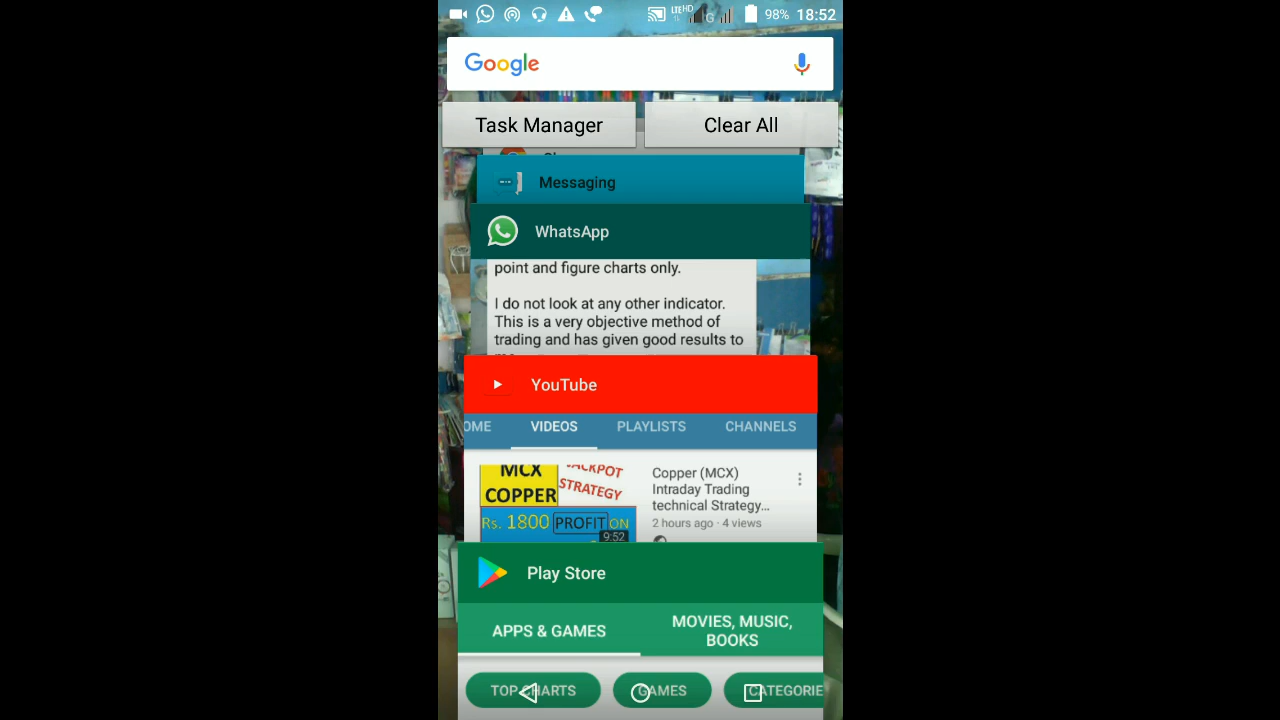 LTE HD
G
98% 18:52
Google
Task Manager
Clear All
Messaging
WhatsApp
point and figure charts only.
I do not look at any other indicator.
This is a very objective method of
trading and has given good results to
YouTube
OME
VIDEOS
PLAYLISTS
CHANNELS
MCX
COPPER
JACKPOT
STRATEGY
Rs. 1800 PROFIT ON
9:52
Copper (MCX)
Intraday Trading
technical Strategy...
2 hours ago · 4 views
Play Store
APPS & GAMES
MOVIES, MUSIC,
BOOKS
TOP CHARTS
GAMES
CATEGORIE